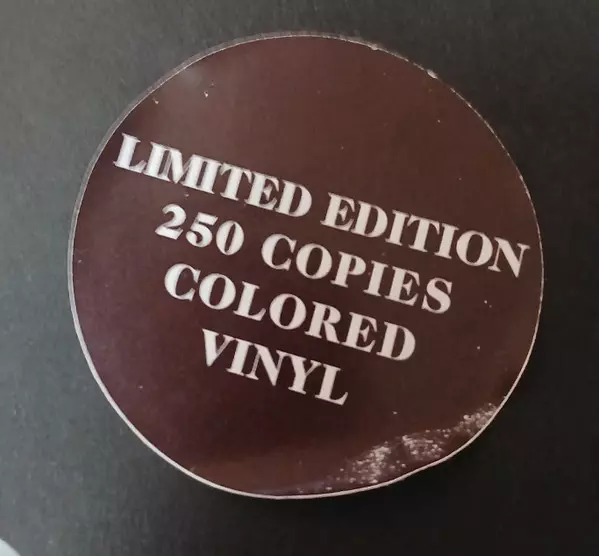 LIMITED EDITION
250 COPIES
COLORED
VINYL